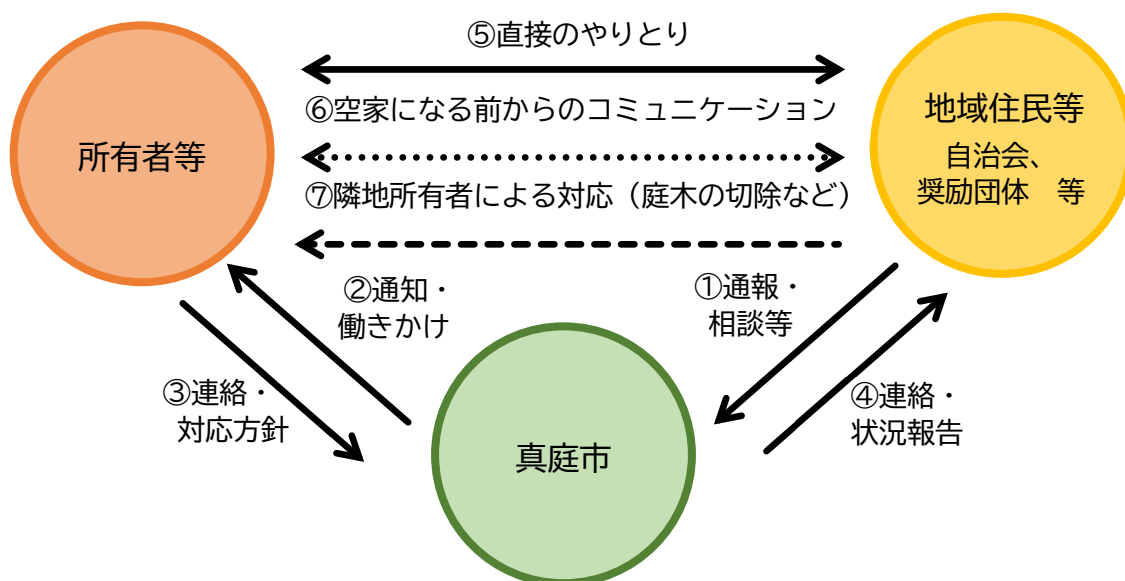 ⑤直接のやりとり
⑥空家になる前からのコミュニケーション
⑦隣地所有者による対応（庭木の切除など）
所有者等
地域住民等
自治会、
奨励団体　等
②通知・
働きかけ
①通報・
相談等
③連絡・
対応方針
④連絡・
状況報告
真庭市